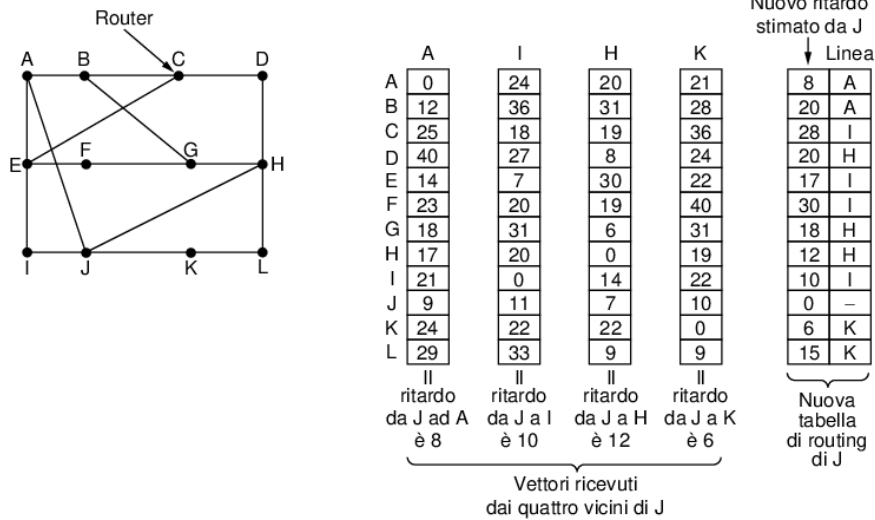 Router
A B C D
E F G H
I J K L
Nuovo ritardo
stimato da J
A I H K Linea
A 0 24 20 21 8 A
B 12 36 31 28 20 A
C 25 18 19 36 28 I
D 40 27 8 24 20 H
E 14 7 30 22 17 I
F 23 20 19 40 30 I
G 18 31 6 31 18 H
H 17 20 0 19 12 H
I 21 0 14 22 10 I
J 9 11 7 10 0 –
K 24 22 22 0 6 K
L 29 33 9 9 15 K
ritardo
da J ad A
è 8
ritardo
da J a I
è 10
ritardo
da J a H
è 12
ritardo
da J a K
è 6
Vettori ricevuti
dai quattro vicini di J
Nuova
tabella
di routing
di J